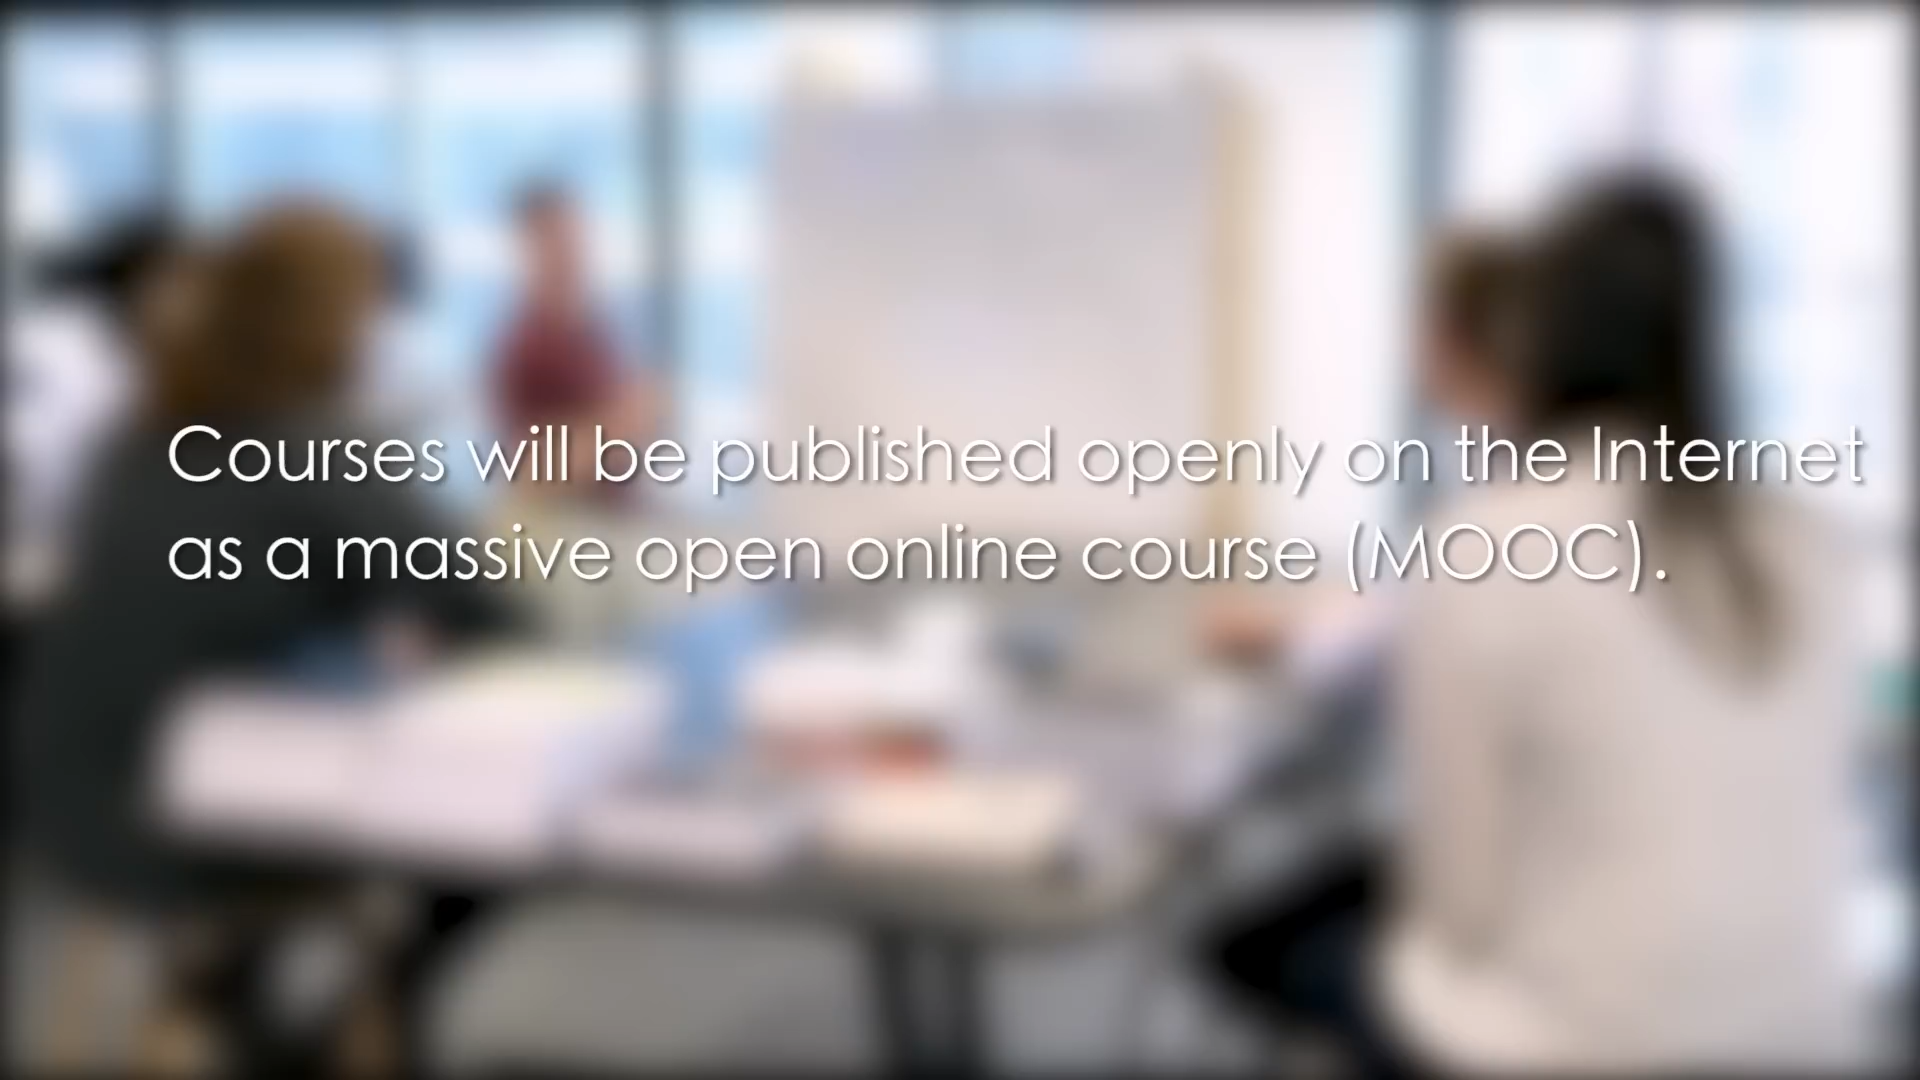 Courses will be published openly on the Internet
as a massive open online course (MOOC).